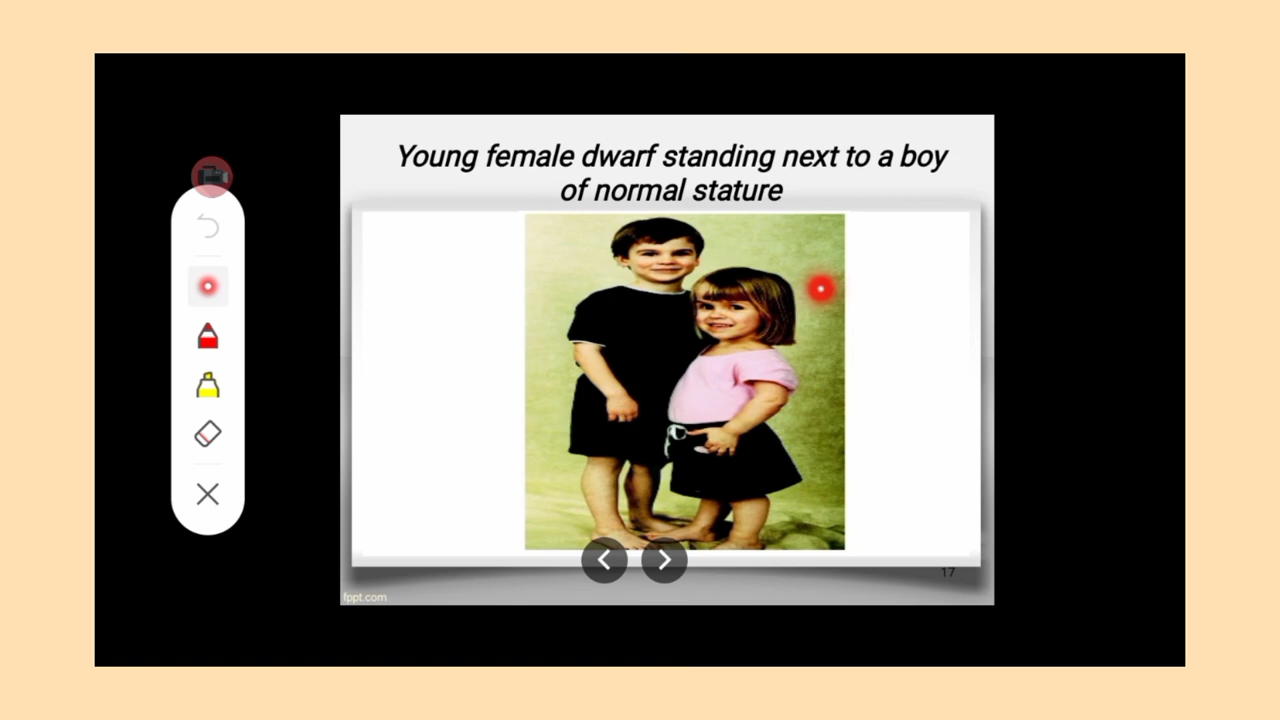 Young female dwarf standing next to a boy
of normal stature
17
fppt.com